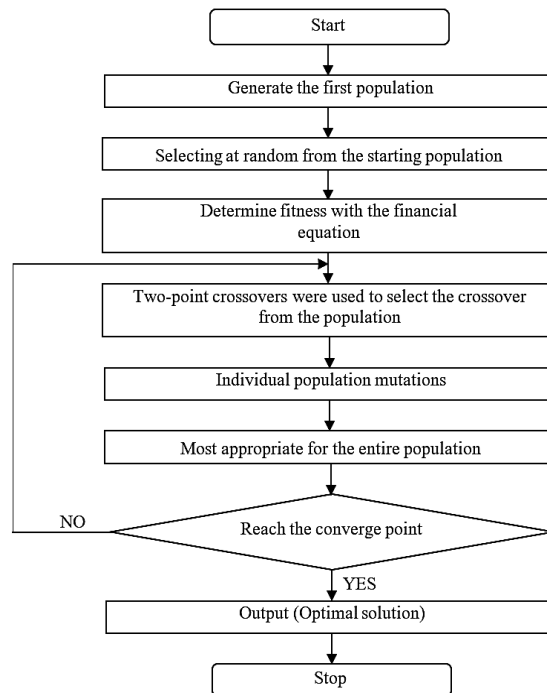 Start
Generate the first population
Selecting at random from the starting population
Determine fitness with the financial
equation
Two-point crossovers were used to select the crossover
from the population
Individual population mutations
Most appropriate for the entire population
Reach the converge point
NO
YES
Output (Optimal solution)
Stop